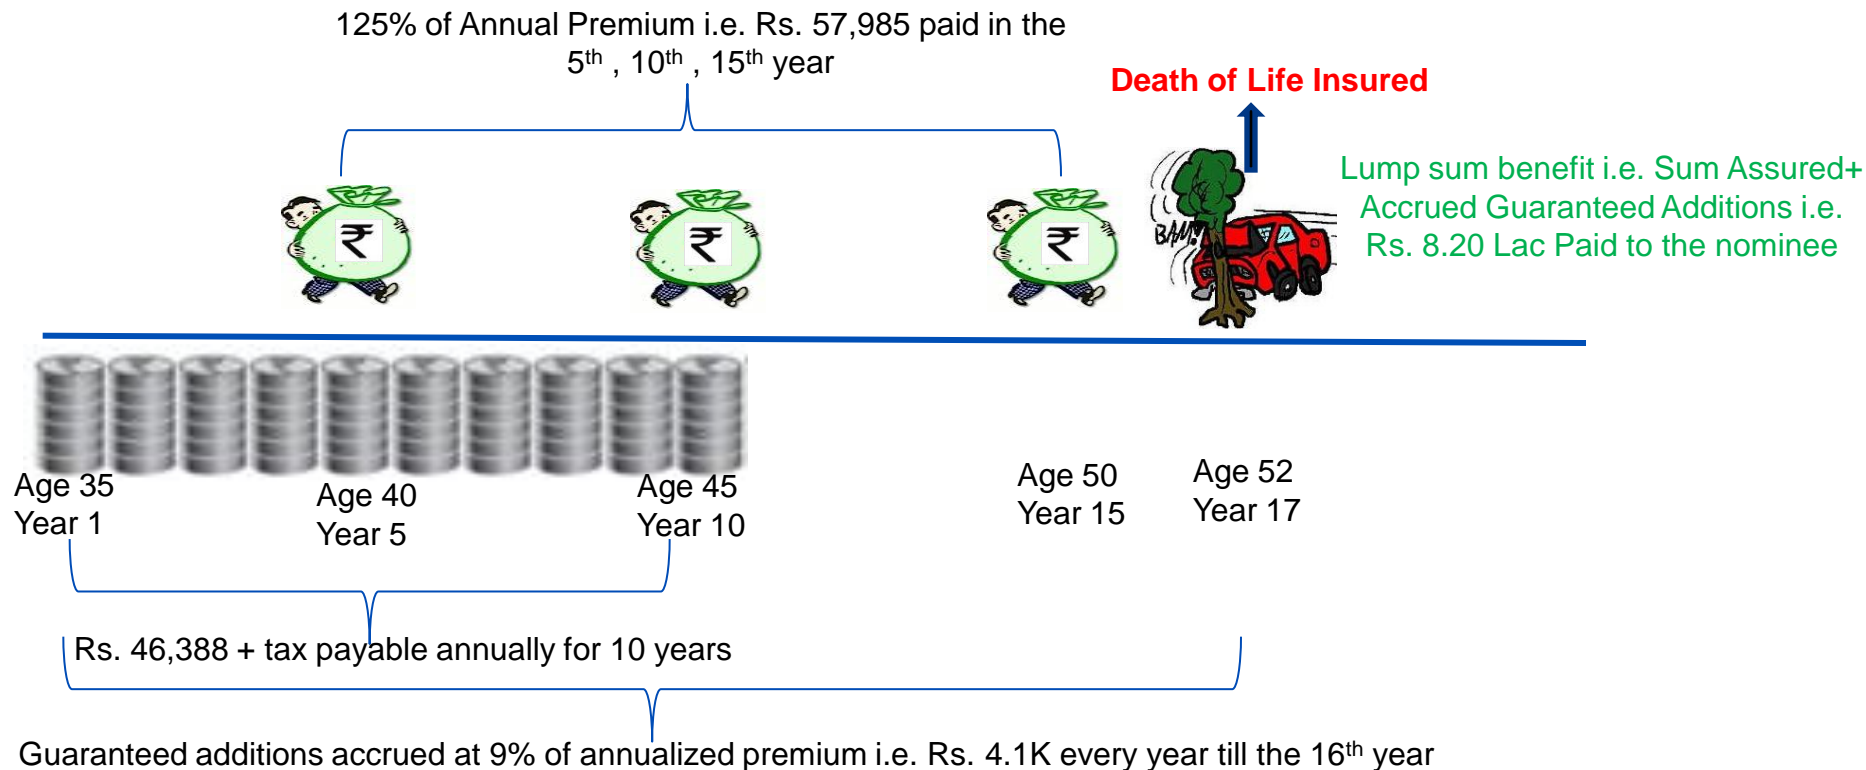 125% of Annual Premium i.e. Rs. 57,985 paid in the
5th , 10th , 15th year
Death of Life Insured
Lump sum benefit i.e. Sum Assured+
Accrued Guaranteed Additions i.e.
Rs. 8.20 Lac Paid to the nominee
₹
₹
₹
BAM!
Age 35
Year 1
Age 40
Year 5
Age 45
Year 10
Age 50
Year 15
Age 52
Year 17
Rs. 46,388 + tax payable annually for 10 years
Guaranteed additions accrued at 9% of annualized premium i.e. Rs. 4.1K every year till the 16th year